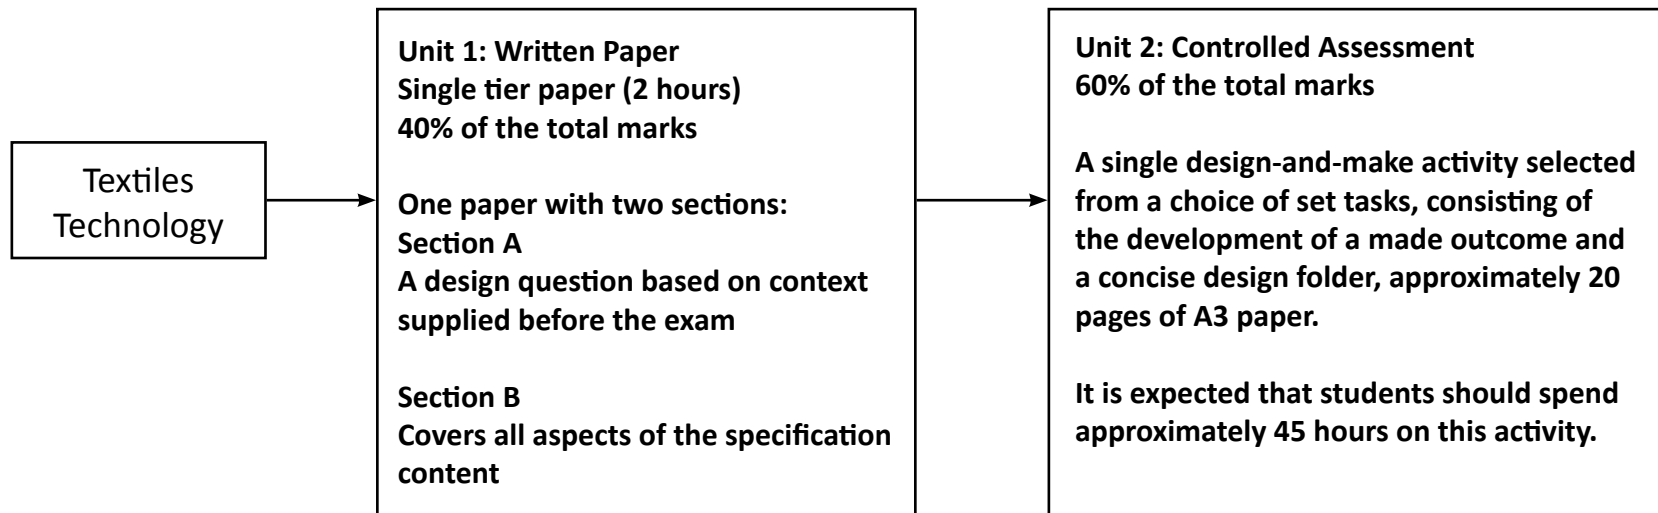 Textiles
Technology
Unit 1: Written Paper
Single tier paper (2 hours)
40% of the total marks
One paper with two sections:
Section A
A design question based on context
supplied before the exam
Section B
Covers all aspects of the specification
content
Unit 2: Controlled Assessment
60% of the total marks
A single design-and-make activity selected
from a choice of set tasks, consisting of
the development of a made outcome and
a concise design folder, approximately 20
pages of A3 paper.
It is expected that students should spend
approximately 45 hours on this activity.